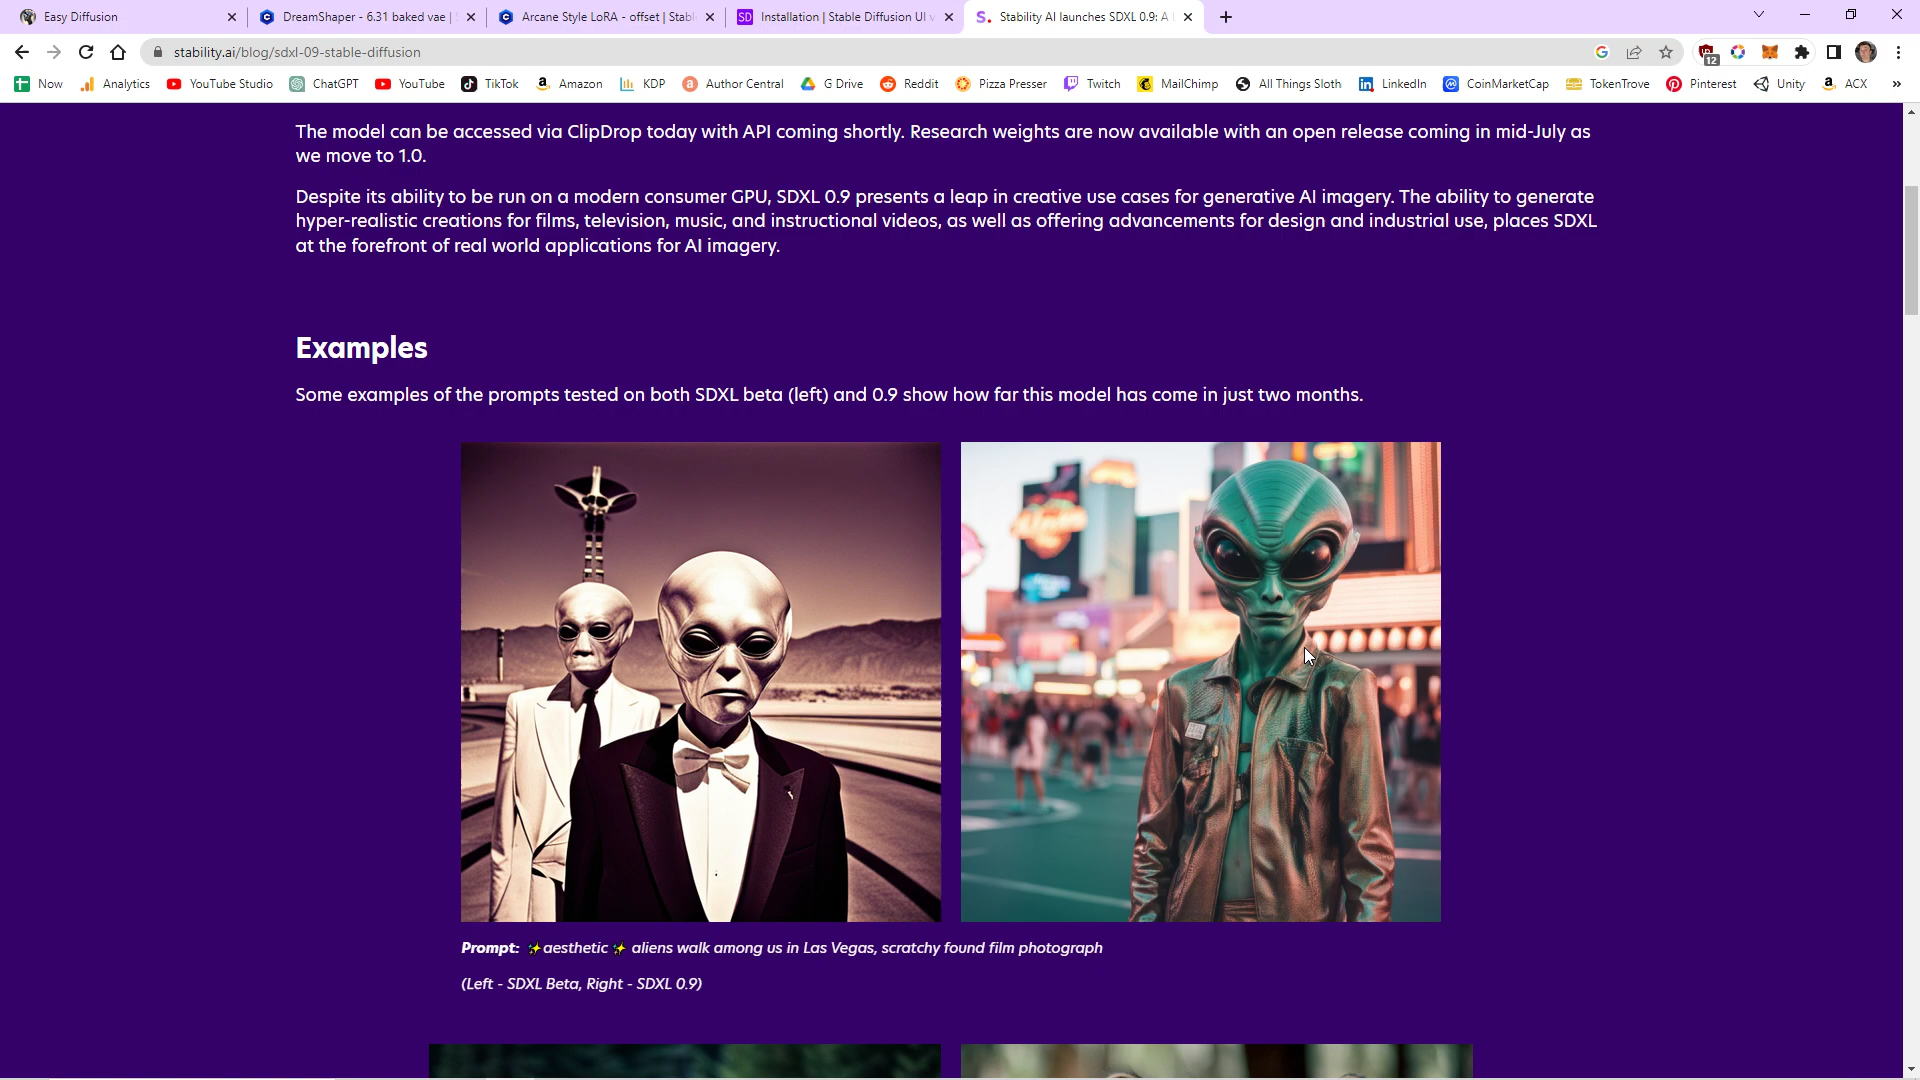 Easy Diffusion
DreamShaper - 6.31 baked vae |
Arcane Style LoRA - offset | Stabl
Installation | Stable Diffusion UI v
Stability AI launches SDXL 0.9: A
stability.ai/blog/sdxl-09-stable-diffusion
12
Now Analytics YouTube Studio ChatGPT YouTube TikTok Amazon KDP Author Central G Drive Reddit Pizza Presser Twitch MailChimp All Things Sloth LinkedIn CoinMarketCap TokenTrove Pinterest Unity ACX »
The model can be accessed via ClipDrop today with API coming shortly. Research weights are now available with an open release coming in mid-July as
we move to 1.0.
Despite its ability to be run on a modern consumer GPU, SDXL 0.9 presents a leap in creative use cases for generative AI imagery. The ability to generate
hyper-realistic creations for films, television, music, and instructional videos, as well as offering advancements for design and industrial use, places SDXL
at the forefront of real world applications for AI imagery.
Examples
Some examples of the prompts tested on both SDXL beta (left) and 0.9 show how far this model has come in just two months.
Prompt: ✨aesthetic✨ aliens walk among us in Las Vegas, scratchy found film photograph
(Left - SDXL Beta, Right - SDXL 0.9)